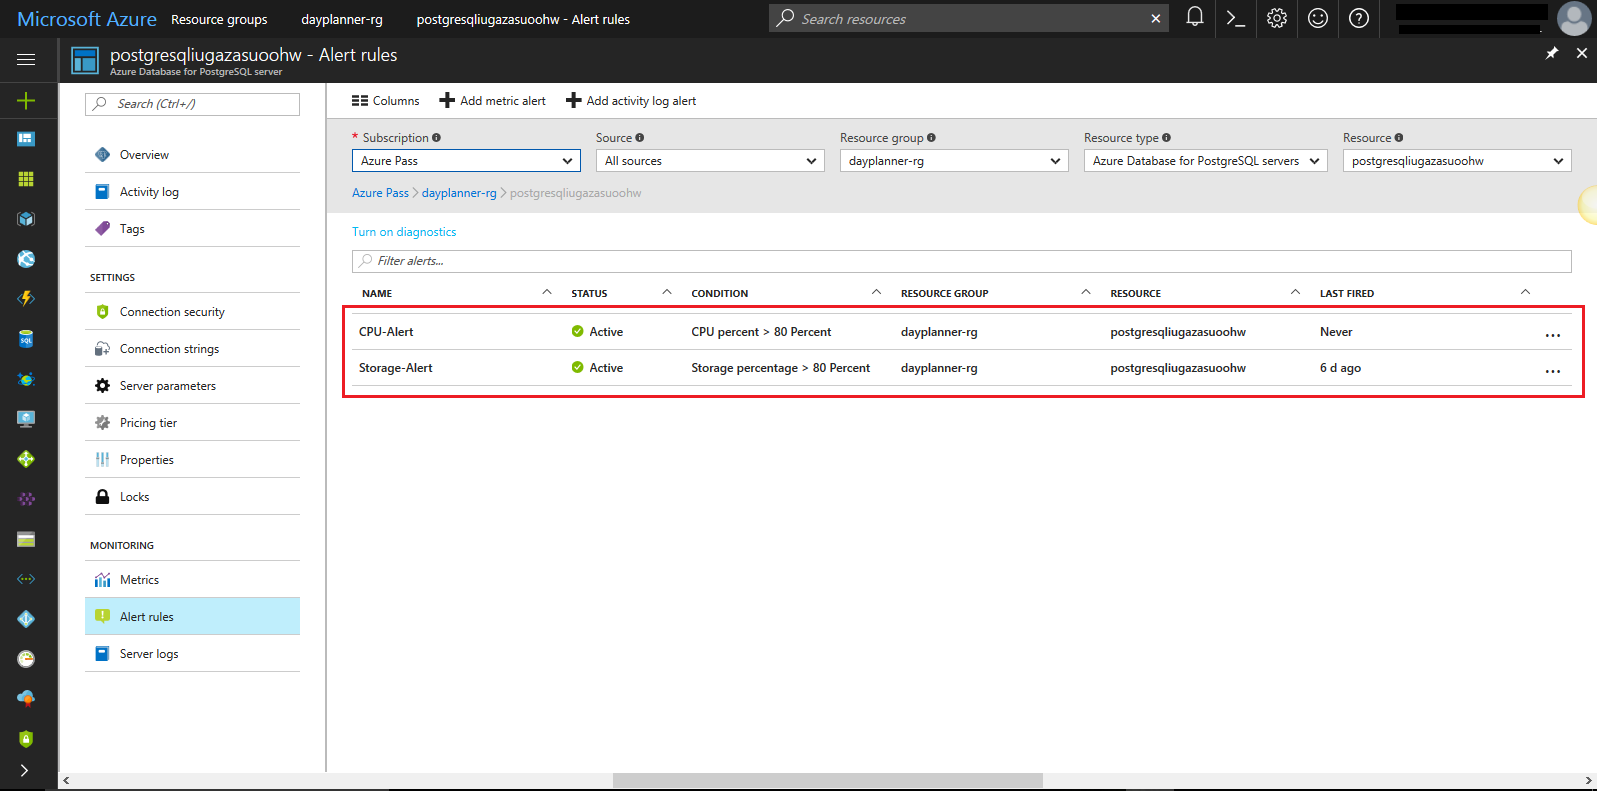 Microsoft Azure Resource groups dayplanner-rg postgresqliugazasuoohw - Alert rules Search resources
postgresqliugazasuoohw - Alert rules
Azure Database for PostgreSQL server
Search (Ctrl+/)
Overview
Activity log
Tags
SETTINGS
Connection security
Connection strings
Server parameters
Pricing tier
Properties
Locks
MONITORING
Metrics
Alert rules
Server logs
Columns Add metric alert Add activity log alert
* Subscription Source Resource group Resource type Resource
Azure Pass All sources dayplanner-rg Azure Database for PostgreSQL servers postgresqliugazasuoohw
Azure Pass > dayplanner-rg > postgresqliugazasuoohw
Turn on diagnostics
Filter alerts...
NAME STATUS CONDITION RESOURCE GROUP RESOURCE LAST FIRED
CPU-Alert Active CPU percent > 80 Percent dayplanner-rg postgresqliugazasuoohw Never ...
Storage-Alert Active Storage percentage > 80 Percent dayplanner-rg postgresqliugazasuoohw 6 d ago ...
SQL